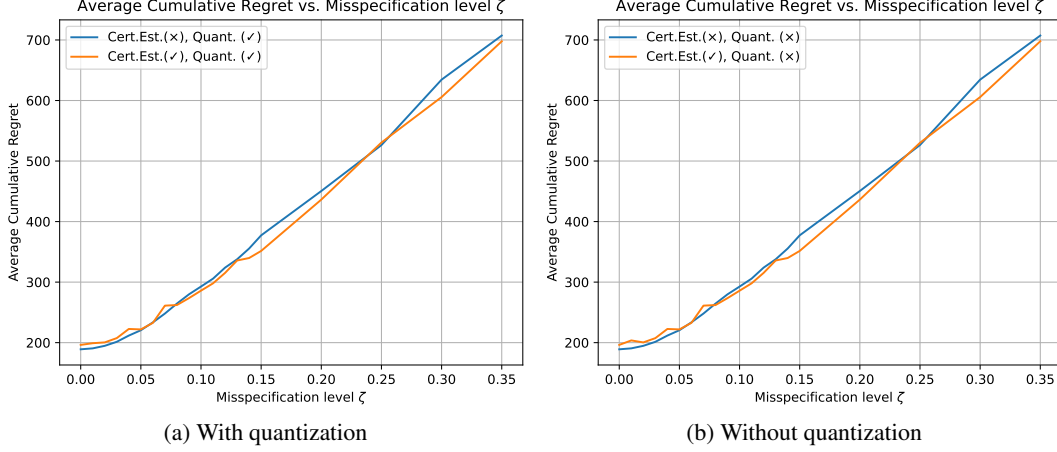 Average Cumulative Regret vs. Misspecification level ζ
Cert.Est.(×), Quant. (✓)
Cert.Est.(✓), Quant. (✓)
Average Cumulative Regret
700
600
500
400
300
200
0.00 0.05 0.10 0.15 0.20 0.25 0.30 0.35
Misspecification level ζ
(a) With quantization
Average Cumulative Regret vs. Misspecification level ζ
Cert.Est.(×), Quant. (×)
Cert.Est.(✓), Quant. (×)
Average Cumulative Regret
700
600
500
400
300
200
0.00 0.05 0.10 0.15 0.20 0.25 0.30 0.35
Misspecification level ζ
(b) Without quantization